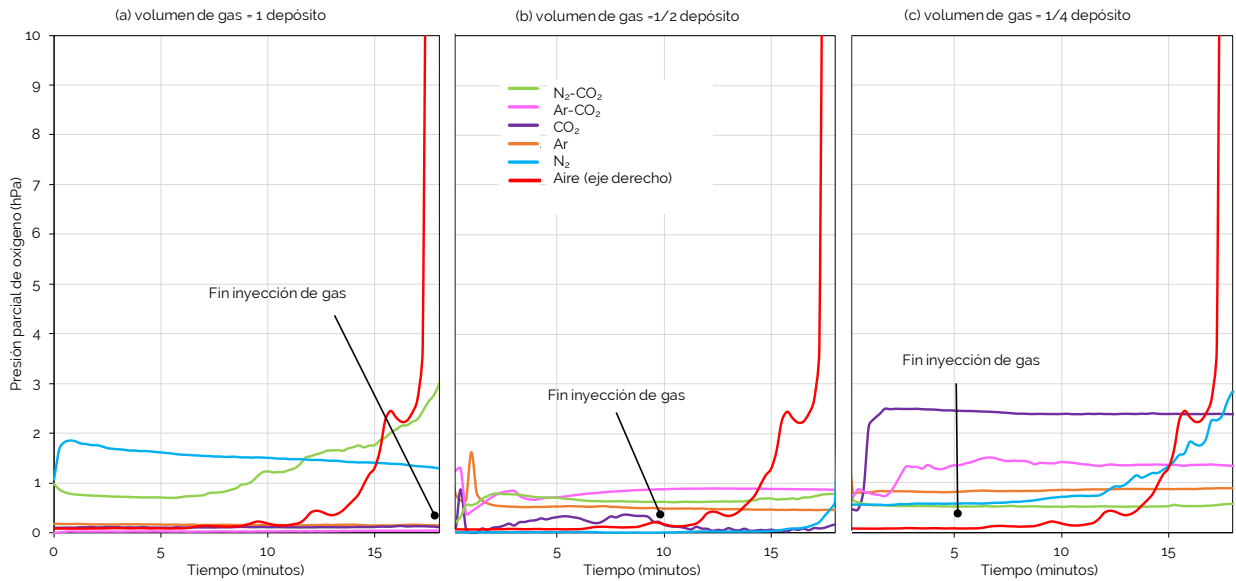 (a) volumen de gas = 1 depósito
(b) volumen de gas =1/2 depósito
(c) volumen de gas = 1/4 depósito
Presión parcial de oxígeno (hPa)
10
9
8
7
6
5
4
3
2
1
0
N₂-CO₂
Ar-CO₂
CO₂
Ar
N₂
Aire (eje derecho)
Fin inyección de gas
Fin inyección de gas
Fin inyección de gas
0
5
10
15
5
10
15
5
10
15
Tiempo (minutos)
Tiempo (minutos)
Tiempo (minutos)